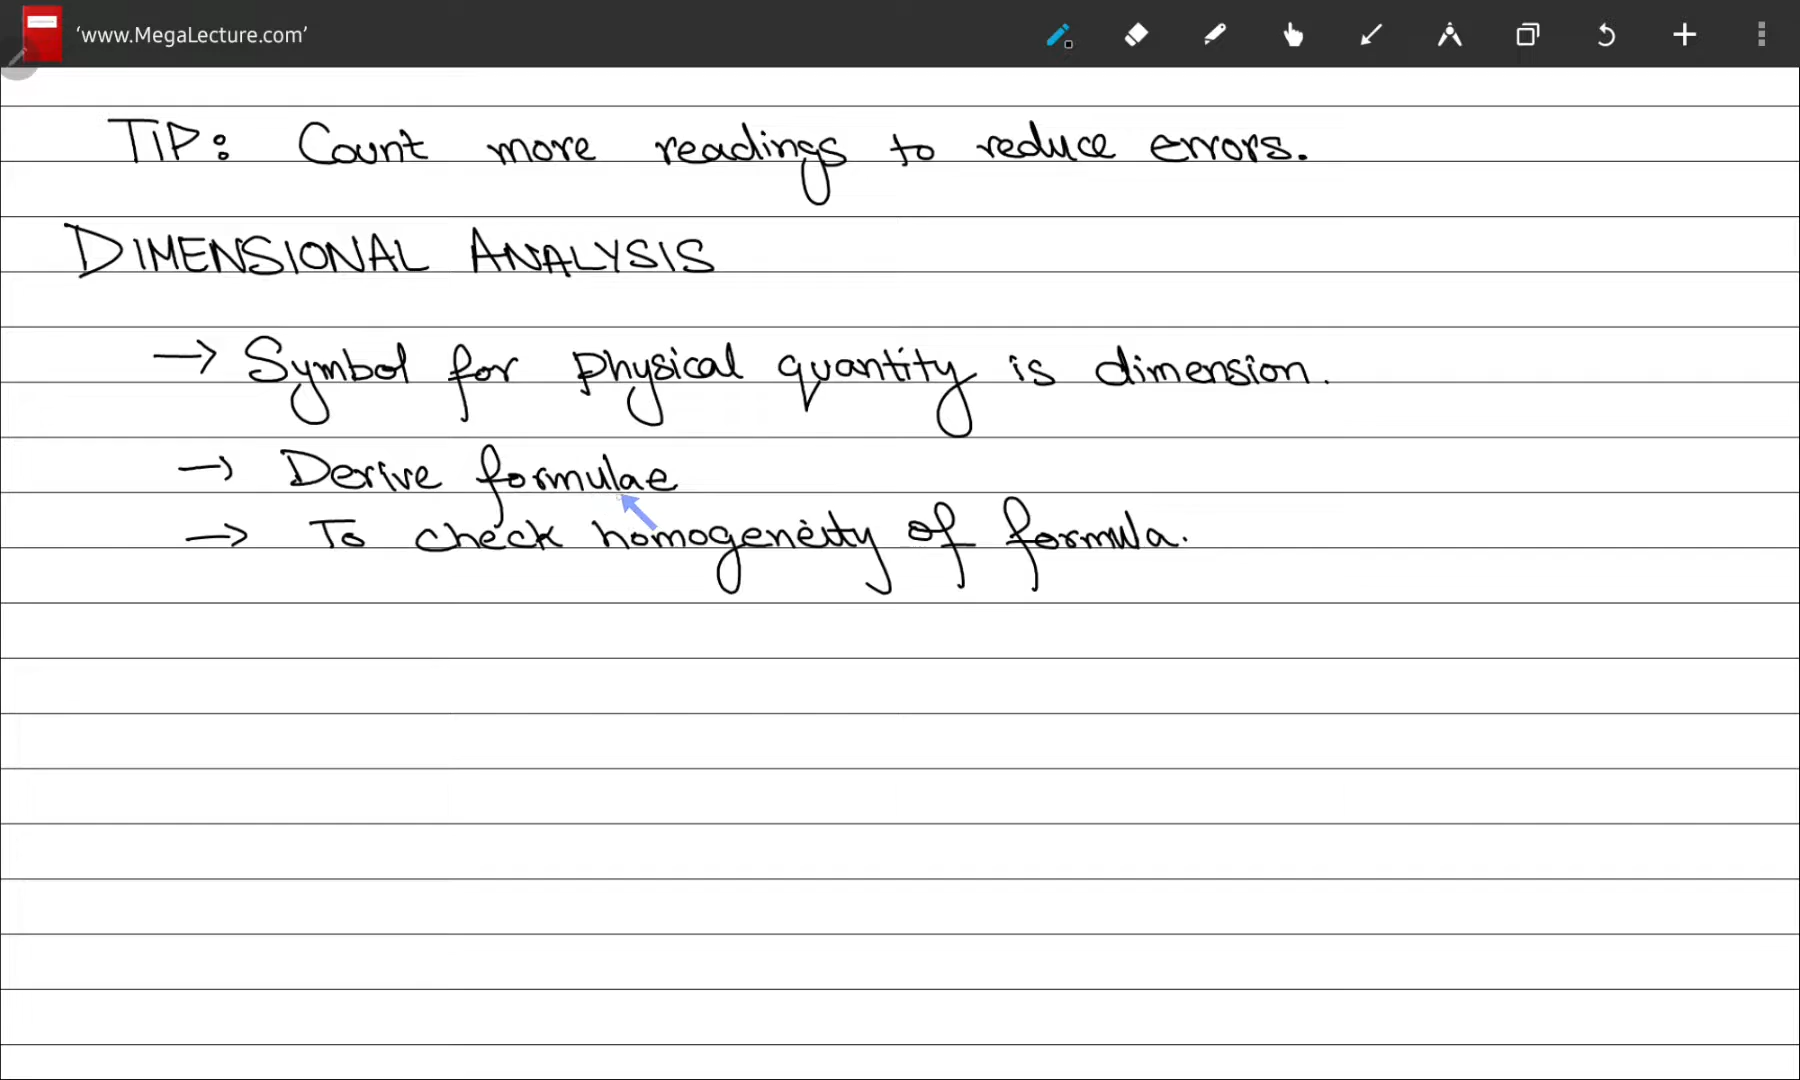 ‘www.MegaLecture.com’
TIP: Count more readings to reduce errors.
DIMENSIONAL ANALYSIS
→ Symbol for physical quantity is dimension.
→ Derive formulae
→ To check homogeneity of formula.